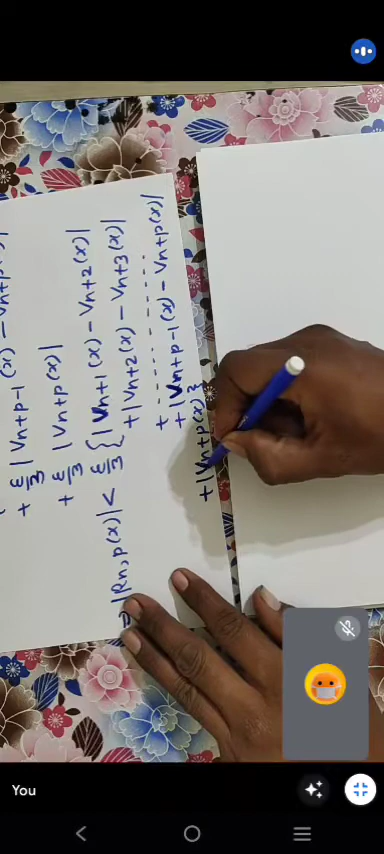 + ε/3 |Vn+p-1(x) - Vn+p(x)|
+ ε/3 |Vn+p(x)|
⇒ |Rn,p(x)| < ε/3 { |Vn+1(x) - Vn+2(x)|
+ |Vn+2(x) - Vn+3(x)|
+ - - - - - - - - - -
+ |Vn+p-1(x) - Vn+p(x)|
+ |Vn+p(x)}
You